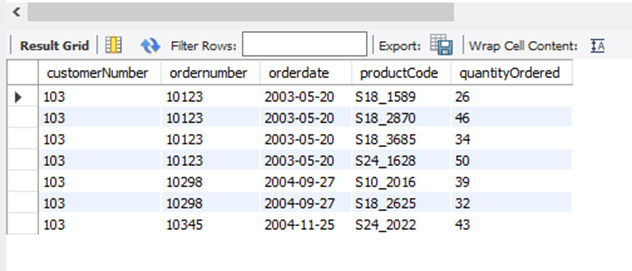 Result Grid Filter Rows: Export: Wrap Cell Content:
customerNumber ordernumber orderdate productCode quantityOrdered
103 10123 2003-05-20 S18_1589 26
103 10123 2003-05-20 S18_2870 46
103 10123 2003-05-20 S18_3685 34
103 10123 2003-05-20 S24_1628 50
103 10298 2004-09-27 S10_2016 39
103 10298 2004-09-27 S18_2625 32
103 10345 2004-11-25 S24_2022 43